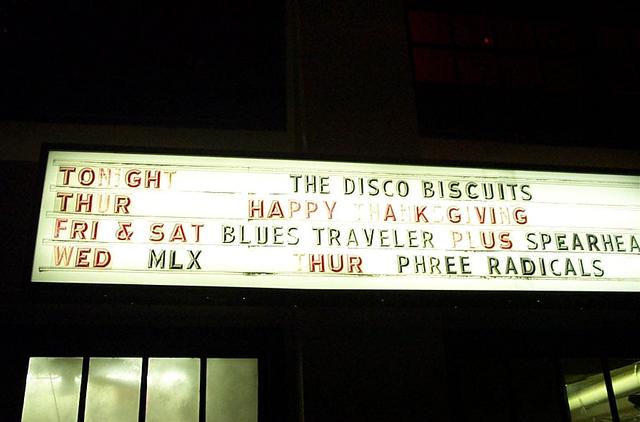 TONIGHT THE DISCO BISCUITS
THUR HAPPY THANKSGIVING
FRI & SAT BLUES TRAVELER PLUS SPEARHEA
WED MLX THUR PHREE RADICALS